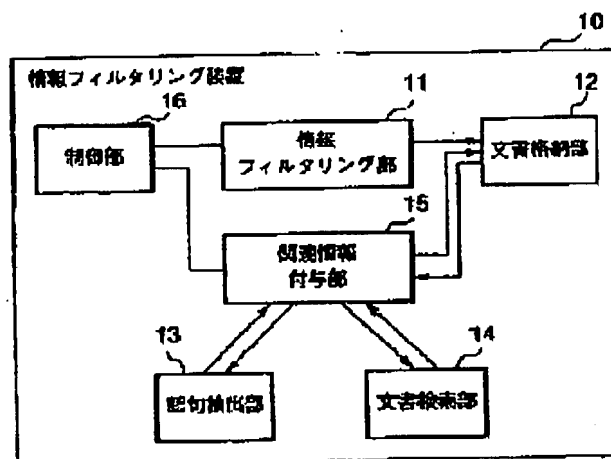 10
情報フィルタリング装置
16
11
12
制御部
情報
フィルタリング部
文書格納部
15
関連情報
付与部
13
14
語句抽出部
文書検索部